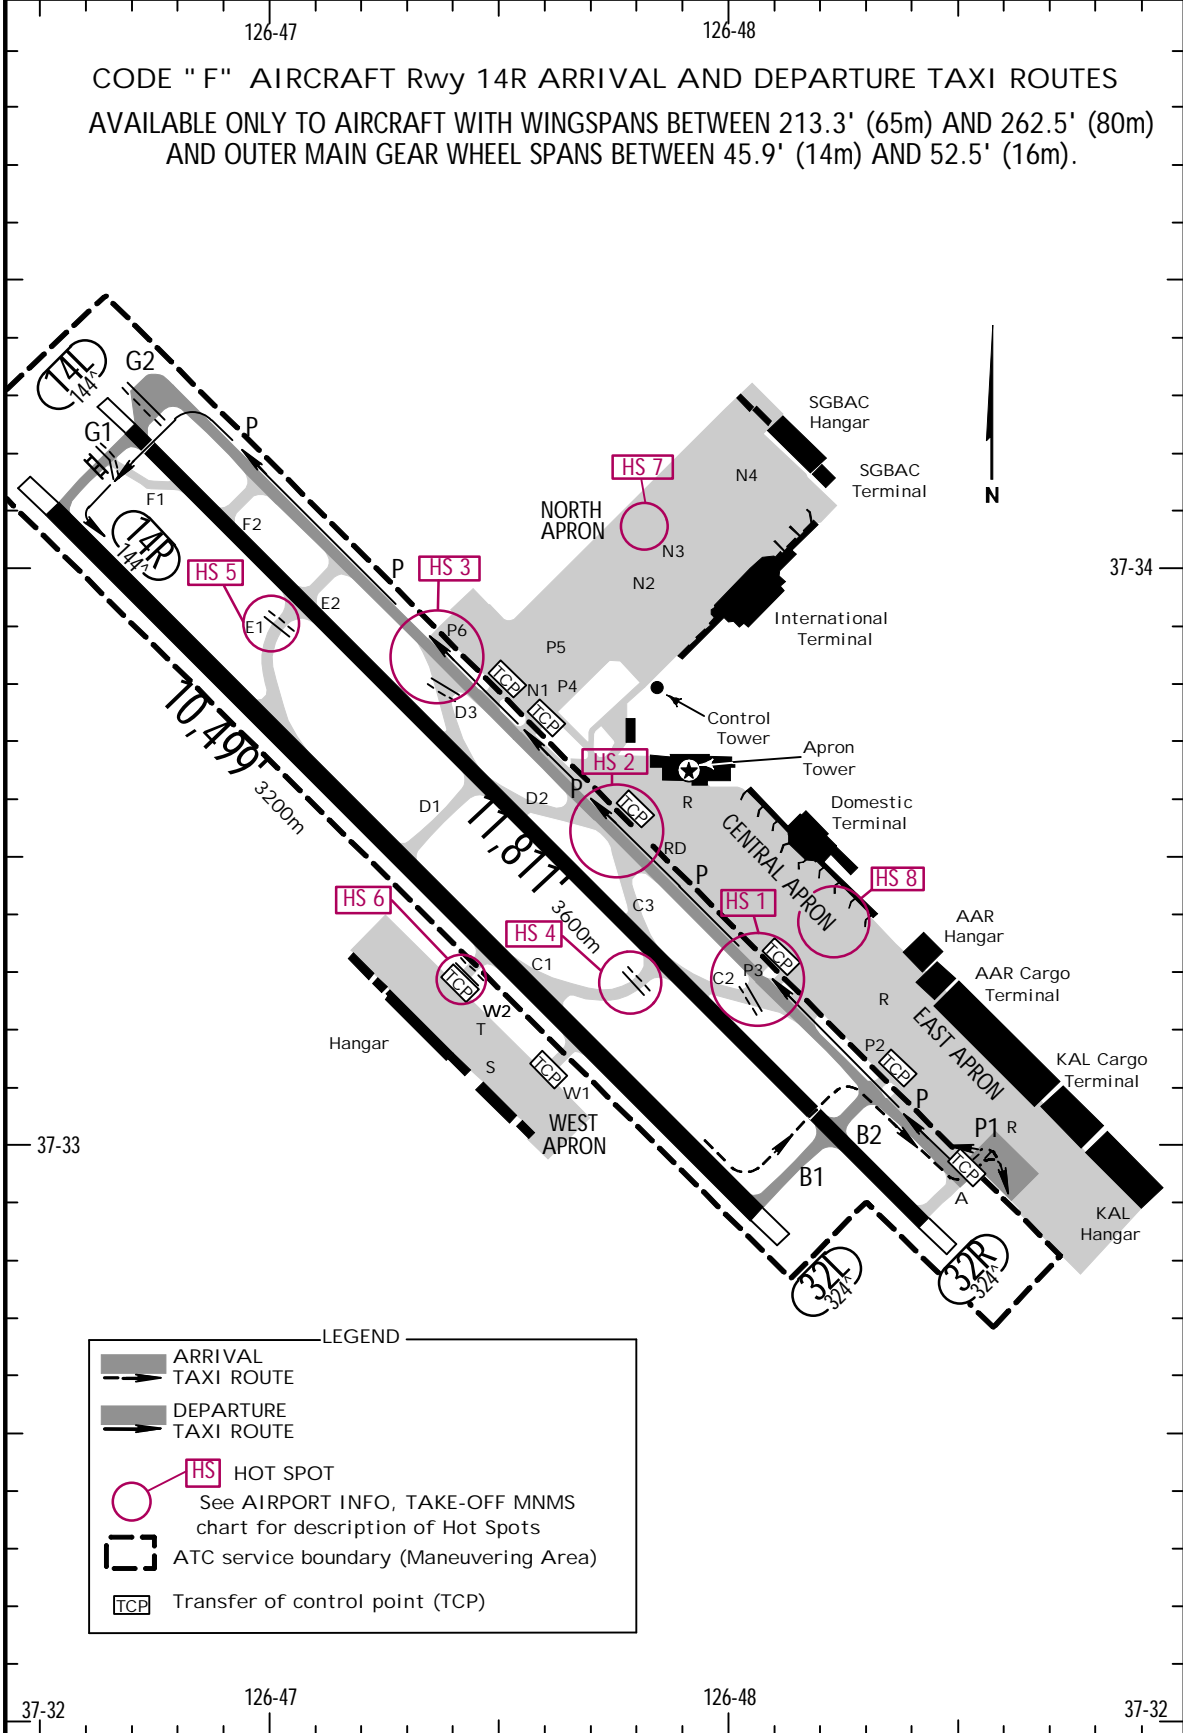 126-47
126-48
CODE "F" AIRCRAFT Rwy 14R ARRIVAL AND DEPARTURE TAXI ROUTES
AVAILABLE ONLY TO AIRCRAFT WITH WINGSPANS BETWEEN 213.3' (65m) AND 262.5' (80m)
AND OUTER MAIN GEAR WHEEL SPANS BETWEEN 45.9' (14m) AND 52.5' (16m).
14L
144^
G2
G1
P
F1
F2
14R
144^
HS 5
E1
E2
P
HS 3
P6
TCP
N1
TCP
D3
P5
P4
NORTH
APRON
HS 7
N4
N3
N2
SGBAC
Hangar
SGBAC
Terminal
N
37-34
International
Terminal
Control
Tower
Apron
Tower
Domestic
Terminal
10,499'
3200m
D1
D2
11,811'
3600m
HS 2
P
TCP
R
RD
CENTRAL APRON
P
HS 8
HS 1
C3
HS 6
HS 4
C1
C2
P3
TCP
AAR
Hangar
AAR Cargo
Terminal
R
EAST APRON
P2
TCP
KAL Cargo
Terminal
TCP
W2
T
S
Hangar
TCP
W1
WEST
APRON
37-33
P
P1
R
B2
B1
TCP
A
KAL
Hangar
32L
324^
32R
324^
LEGEND
ARRIVAL
TAXI ROUTE
DEPARTURE
TAXI ROUTE
HS
HOT SPOT
See AIRPORT INFO, TAKE-OFF MNMS
chart for description of Hot Spots
ATC service boundary (Maneuvering Area)
TCP
Transfer of control point (TCP)
37-32
126-47
126-48
37-32